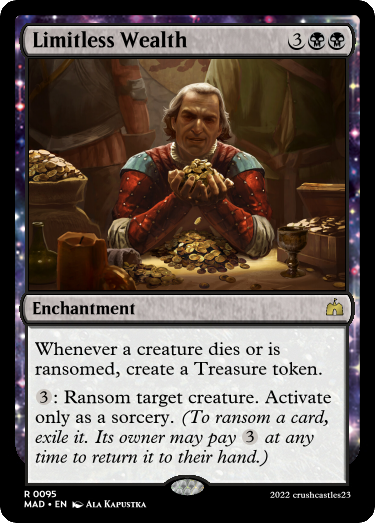 Limitless Wealth 3
Enchantment
Whenever a creature dies or is
ransomed, create a Treasure token.
3: Ransom target creature. Activate
only as a sorcery. (To ransom a card,
exile it. Its owner may pay 3 at any
time to return it to their hand.)
R 0095
MAD • EN Ala Kapustka
2022 crushcastles23